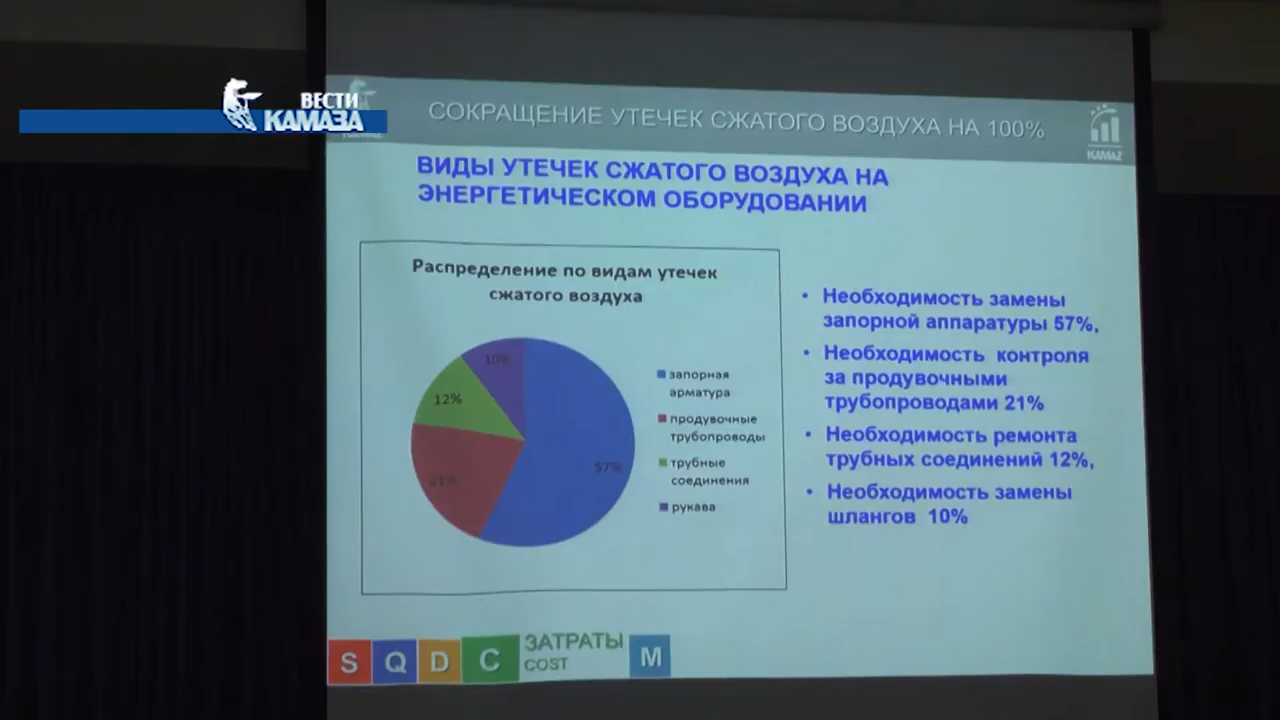 ВЕСТИ
КАМАЗА
СОКРАЩЕНИЕ УТЕЧЕК СЖАТОГО ВОЗДУХА НА 100%
KAMAZ
ВИДЫ УТЕЧЕК СЖАТОГО ВОЗДУХА НА
ЭНЕРГЕТИЧЕСКОМ ОБОРУДОВАНИИ
Распределение по видам утечек
сжатого воздуха
10%
12%
21%
57%
запорная
арматура
продувочные
трубопроводы
трубные
соединения
рукава
• Необходимость замены
запорной аппаратуры 57%,
• Необходимость контроля
за продувочными
трубопроводами 21%
• Необходимость ремонта
трубных соединений 12%,
• Необходимость замены
шлангов 10%
S Q D C ЗАТРАТЫ
COST
M